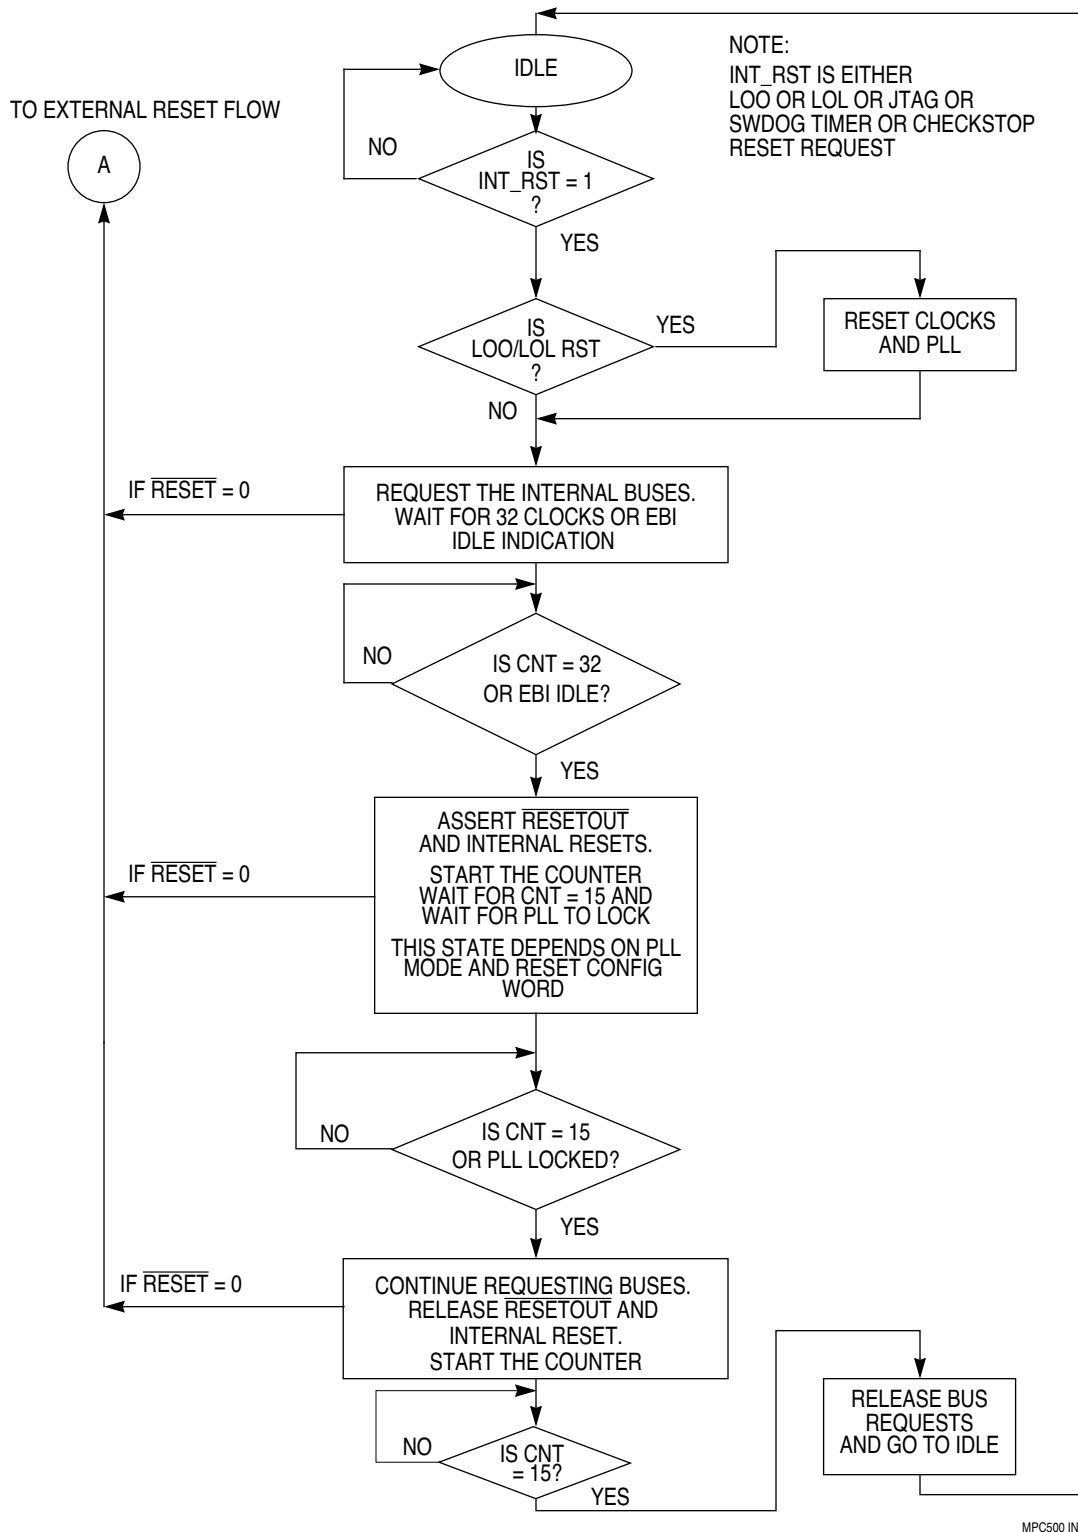 IDLE
NOTE:
INT_RST IS EITHER
LOO OR LOL OR JTAG OR
SWDOG TIMER OR CHECKSTOP
RESET REQUEST
TO EXTERNAL RESET FLOW
A
NO
IS
INT_RST = 1
?
YES
IS
LOO/LOL RST
?
YES
RESET CLOCKS
AND PLL
NO
IF RESET = 0
REQUEST THE INTERNAL BUSES.
WAIT FOR 32 CLOCKS OR EBI
IDLE INDICATION
NO
IS CNT = 32
OR EBI IDLE?
YES
IF RESET = 0
ASSERT RESETOUT
AND INTERNAL RESETS.
START THE COUNTER
WAIT FOR CNT = 15 AND
WAIT FOR PLL TO LOCK
THIS STATE DEPENDS ON PLL
MODE AND RESET CONFIG
WORD
NO
IS CNT = 15
OR PLL LOCKED?
YES
IF RESET = 0
CONTINUE REQUESTING BUSES.
RELEASE RESETOUT AND
INTERNAL RESET.
START THE COUNTER
NO
IS CNT
= 15?
YES
RELEASE BUS
REQUESTS
AND GO TO IDLE
MPC500 IN